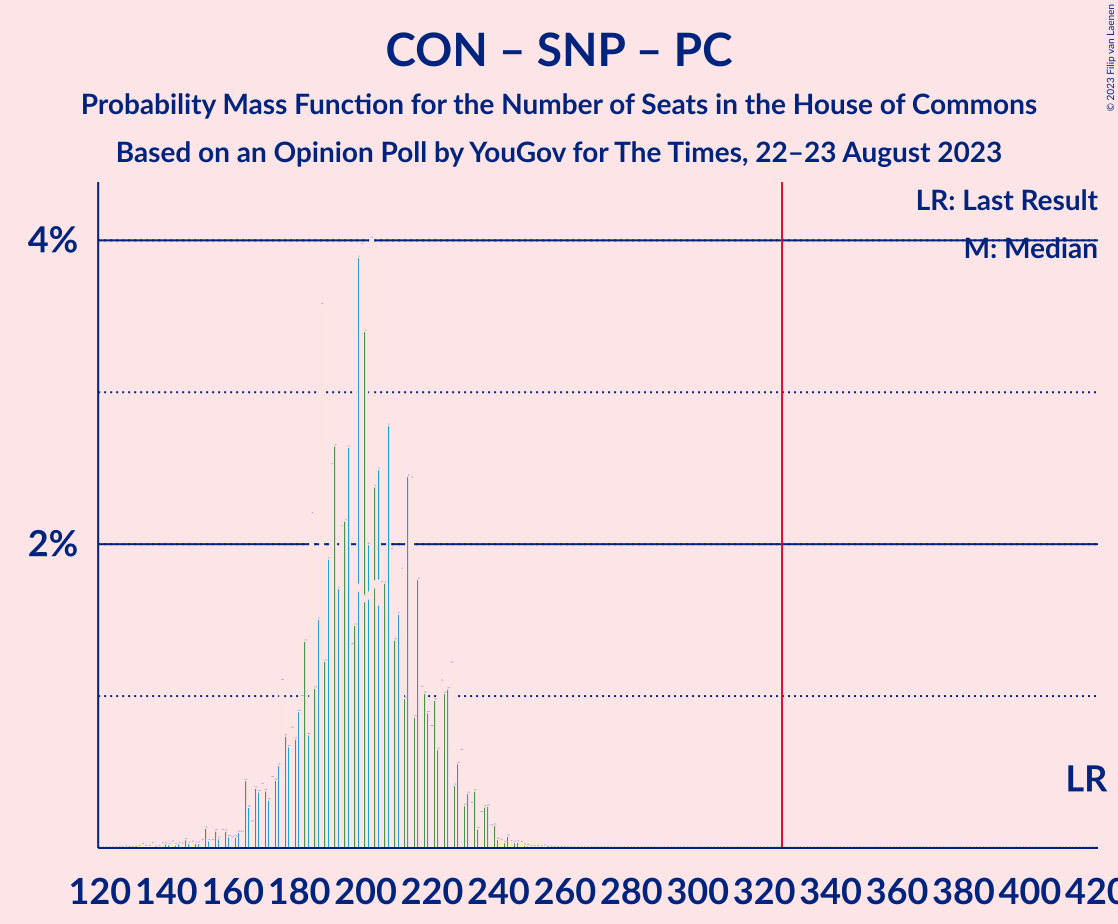 CON – SNP – PC
Probability Mass Function for the Number of Seats in the House of Commons
Based on an Opinion Poll by YouGov for The Times, 22–23 August 2023
© 2023 Filip van Laenen
LR: Last Result
M: Median
4%
2%
LR
120 140 160 180 200 220 240 260 280 300 320 340 360 380 400 420